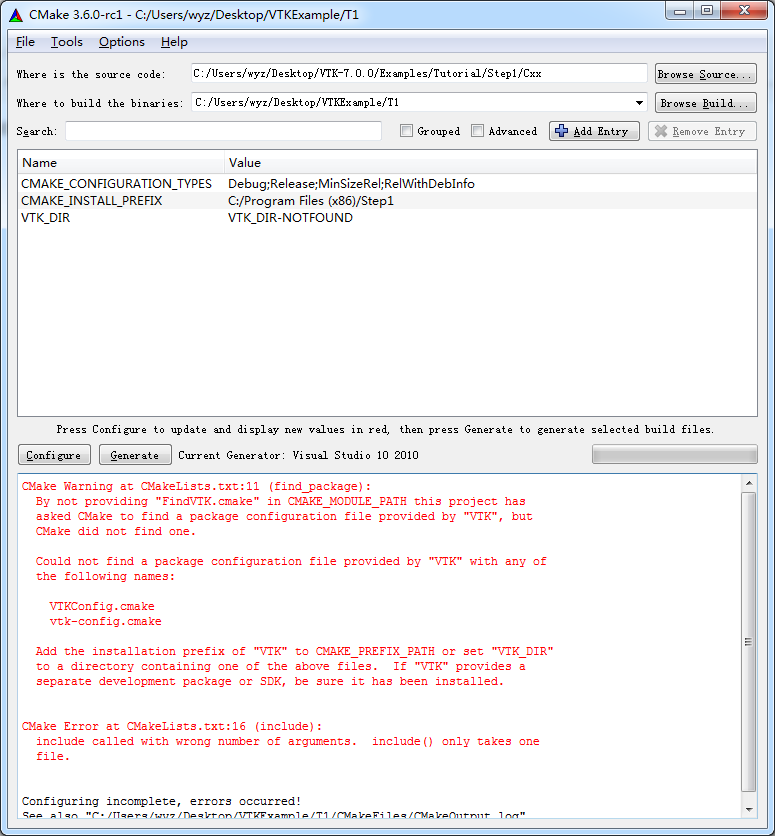 CMake 3.6.0-rc1 - C:/Users/wyz/Desktop/VTKExample/T1
File Tools Options Help
Where is the source code: C:/Users/wyz/Desktop/VTK-7.0.0/Examples/Tutorial/Step1/Cxx Browse Source...
Where to build the binaries: C:/Users/wyz/Desktop/VTKExample/T1 Browse Build...
Search: Grouped Advanced Add Entry Remove Entry
Name Value
CMAKE_CONFIGURATION_TYPES Debug;Release;MinSizeRel;RelWithDebInfo
CMAKE_INSTALL_PREFIX C:/Program Files (x86)/Step1
VTK_DIR VTK_DIR-NOTFOUND
Press Configure to update and display new values in red, then press Generate to generate selected build files.
Configure Generate Current Generator: Visual Studio 10 2010
CMake Warning at CMakeLists.txt:11 (find_package):
By not providing "FindVTK.cmake" in CMAKE_MODULE_PATH this project has
asked CMake to find a package configuration file provided by "VTK", but
CMake did not find one.
Could not find a package configuration file provided by "VTK" with any of
the following names:
VTKConfig.cmake
vtk-config.cmake
Add the installation prefix of "VTK" to CMAKE_PREFIX_PATH or set "VTK_DIR"
to a directory containing one of the above files.  If "VTK" provides a
separate development package or SDK, be sure it has been installed.
CMake Error at CMakeLists.txt:16 (include):
include called with wrong number of arguments.  include() only takes one
file.
Configuring incomplete, errors occurred!
See also "C:/Users/wyz/Desktop/VTKExample/T1/CMakeFiles/CMakeOutput.log".